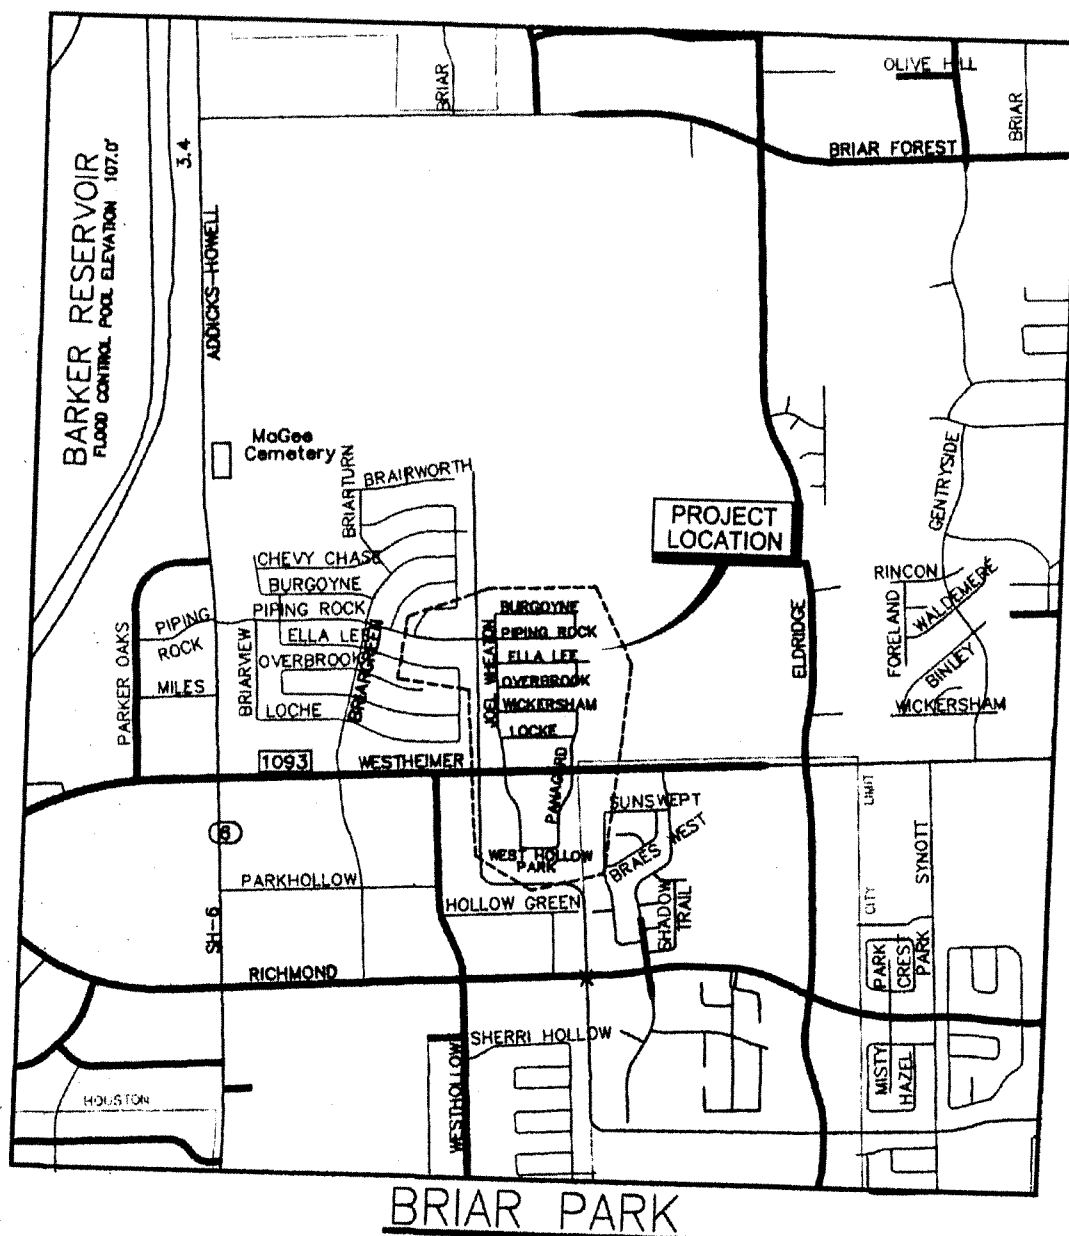 OLIVE HILL
BRIAR
BRIAR
BRIAR FOREST
BARKER RESERVOIR
FLOOD CONTROL POOL ELEVATION 107.0'
3.4
ADDICKS-HOWELL
McGee
Cemetery
BRIARTURN
BRAIRWORTH
GENTRYSIDE
PROJECT
LOCATION
CHEVY CHASE
BURGOYNE
PIPING ROCK
ELLA LEE
OVERBROOK
LOCHE
BRIARVIEW
BRIARGREEN
PARKER OAKS
PIPING
ROCK
MILES
JOEL WHEATON
BURGOYNE
PIPING ROCK
ELLA LEE
OVERBROOK
WICKERSHAM
LOCKE
PANAGARD
ELDRIDGE
RINCON
FORELAND
WALDEMERE
BINLEY
WICKERSHAM
1093
WESTHEIMER
SUNSWEPT
BRAES WEST
WEST HOLLOW
PARK
LIMIT
CITY
SYNOTT
6
SH-6
PARKHOLLOW
HOLLOW GREEN
SHADOW
TRAIL
PARK
CREST
PARK
RICHMOND
SHERRI HOLLOW
WESTHOLLOW
MISTY
HAZEL
HOUSTON
BRIAR PARK